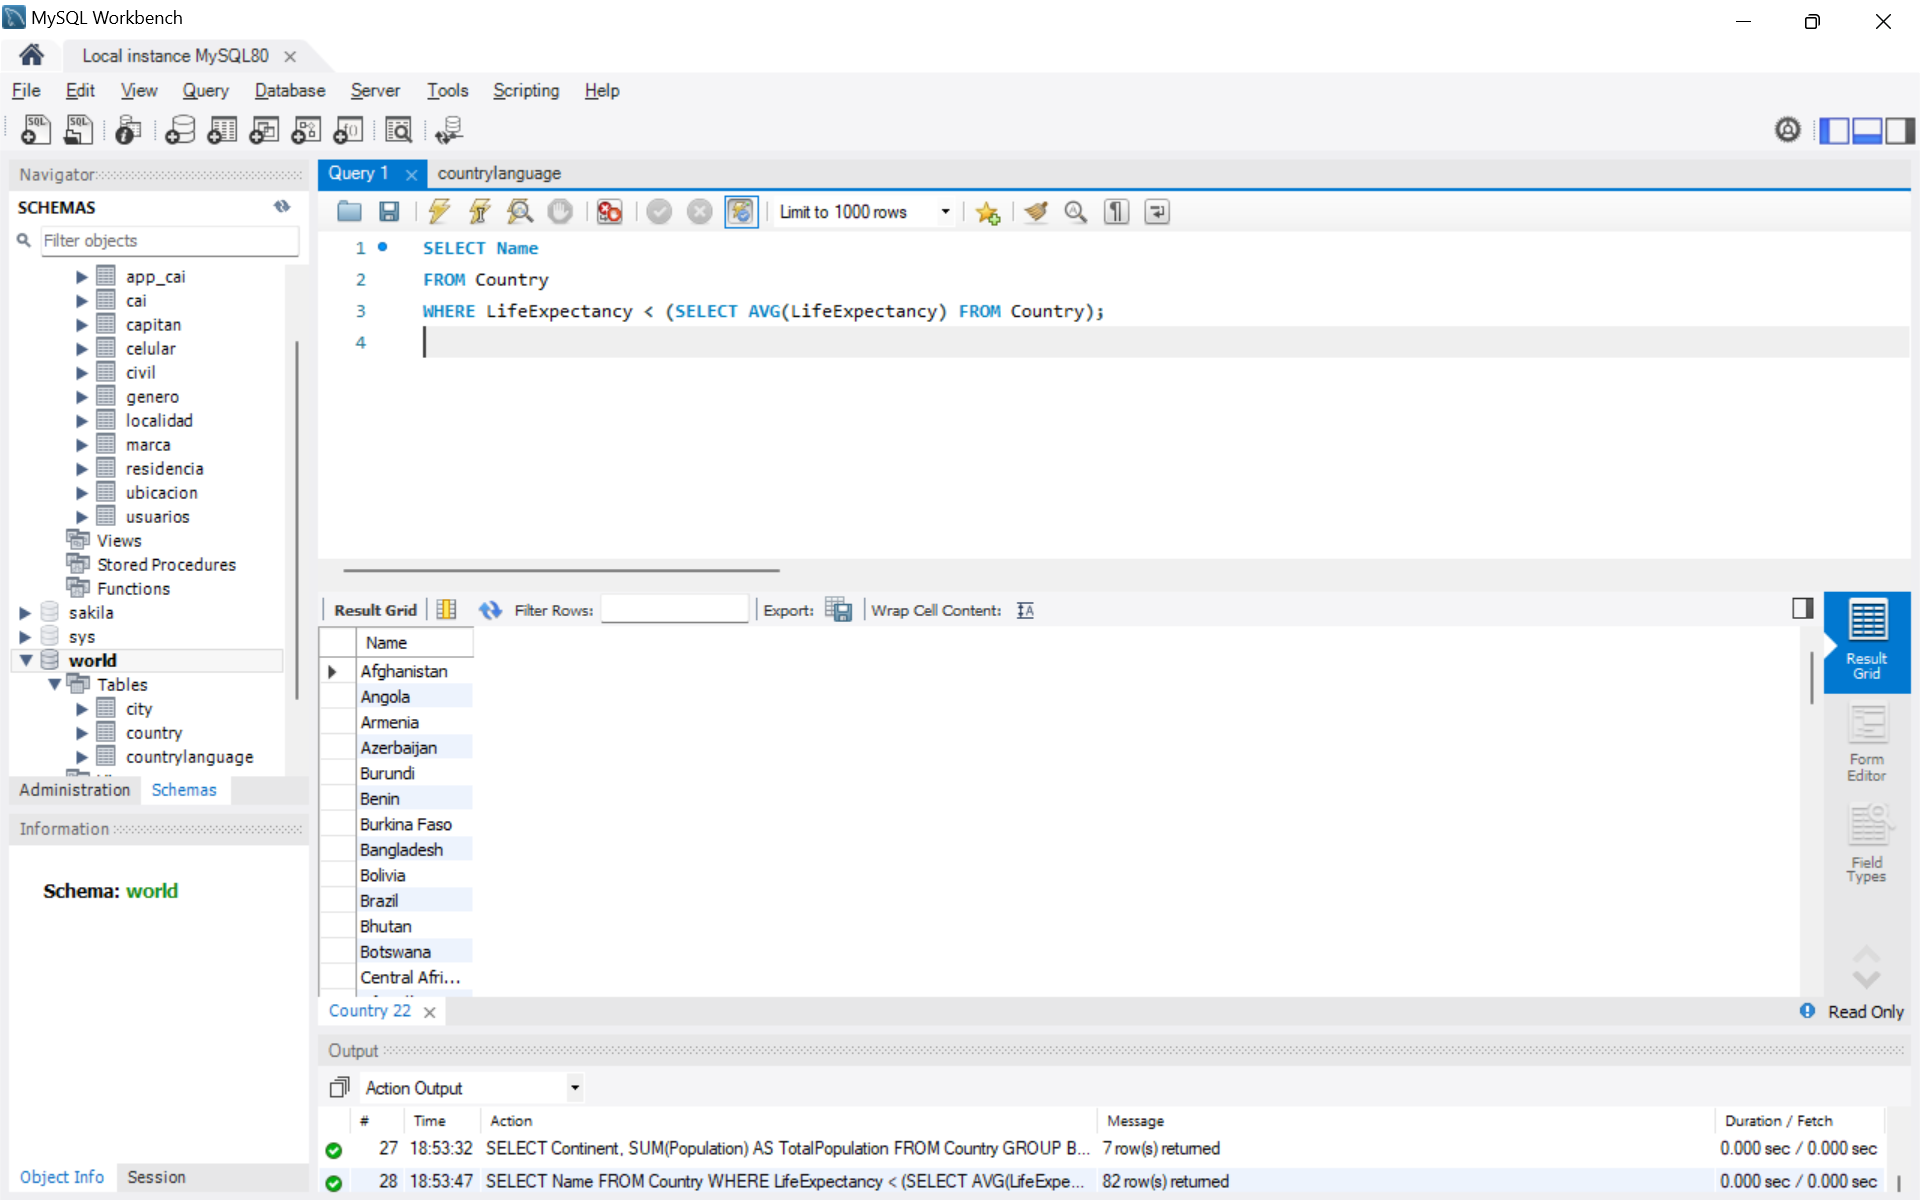 MySQL Workbench
Local instance MySQL80
File Edit View Query Database Server Tools Scripting Help
Navigator
SCHEMAS
Filter objects
app_cai
cai
capitan
celular
civil
genero
localidad
marca
residencia
ubicacion
usuarios
Views
Stored Procedures
Functions
sakila
sys
world
Tables
city
country
countrylanguage
Administration Schemas
Information
Schema: world
Object Info Session
Query 1 countrylanguage
Limit to 1000 rows
1 SELECT Name
2 FROM Country
3 WHERE LifeExpectancy < (SELECT AVG(LifeExpectancy) FROM Country);
4
Result Grid Filter Rows: Export: Wrap Cell Content:
Name
Afghanistan
Angola
Armenia
Azerbaijan
Burundi
Benin
Burkina Faso
Bangladesh
Bolivia
Brazil
Bhutan
Botswana
Central Afri...
Result
Grid
Form
Editor
Field
Types
Country 22 Read Only
Output
Action Output
# Time Action Message Duration / Fetch
27 18:53:32 SELECT Continent, SUM(Population) AS TotalPopulation FROM Country GROUP B... 7 row(s) returned 0.000 sec / 0.000 sec
28 18:53:47 SELECT Name FROM Country WHERE LifeExpectancy < (SELECT AVG(LifeExpe... 82 row(s) returned 0.000 sec / 0.000 sec